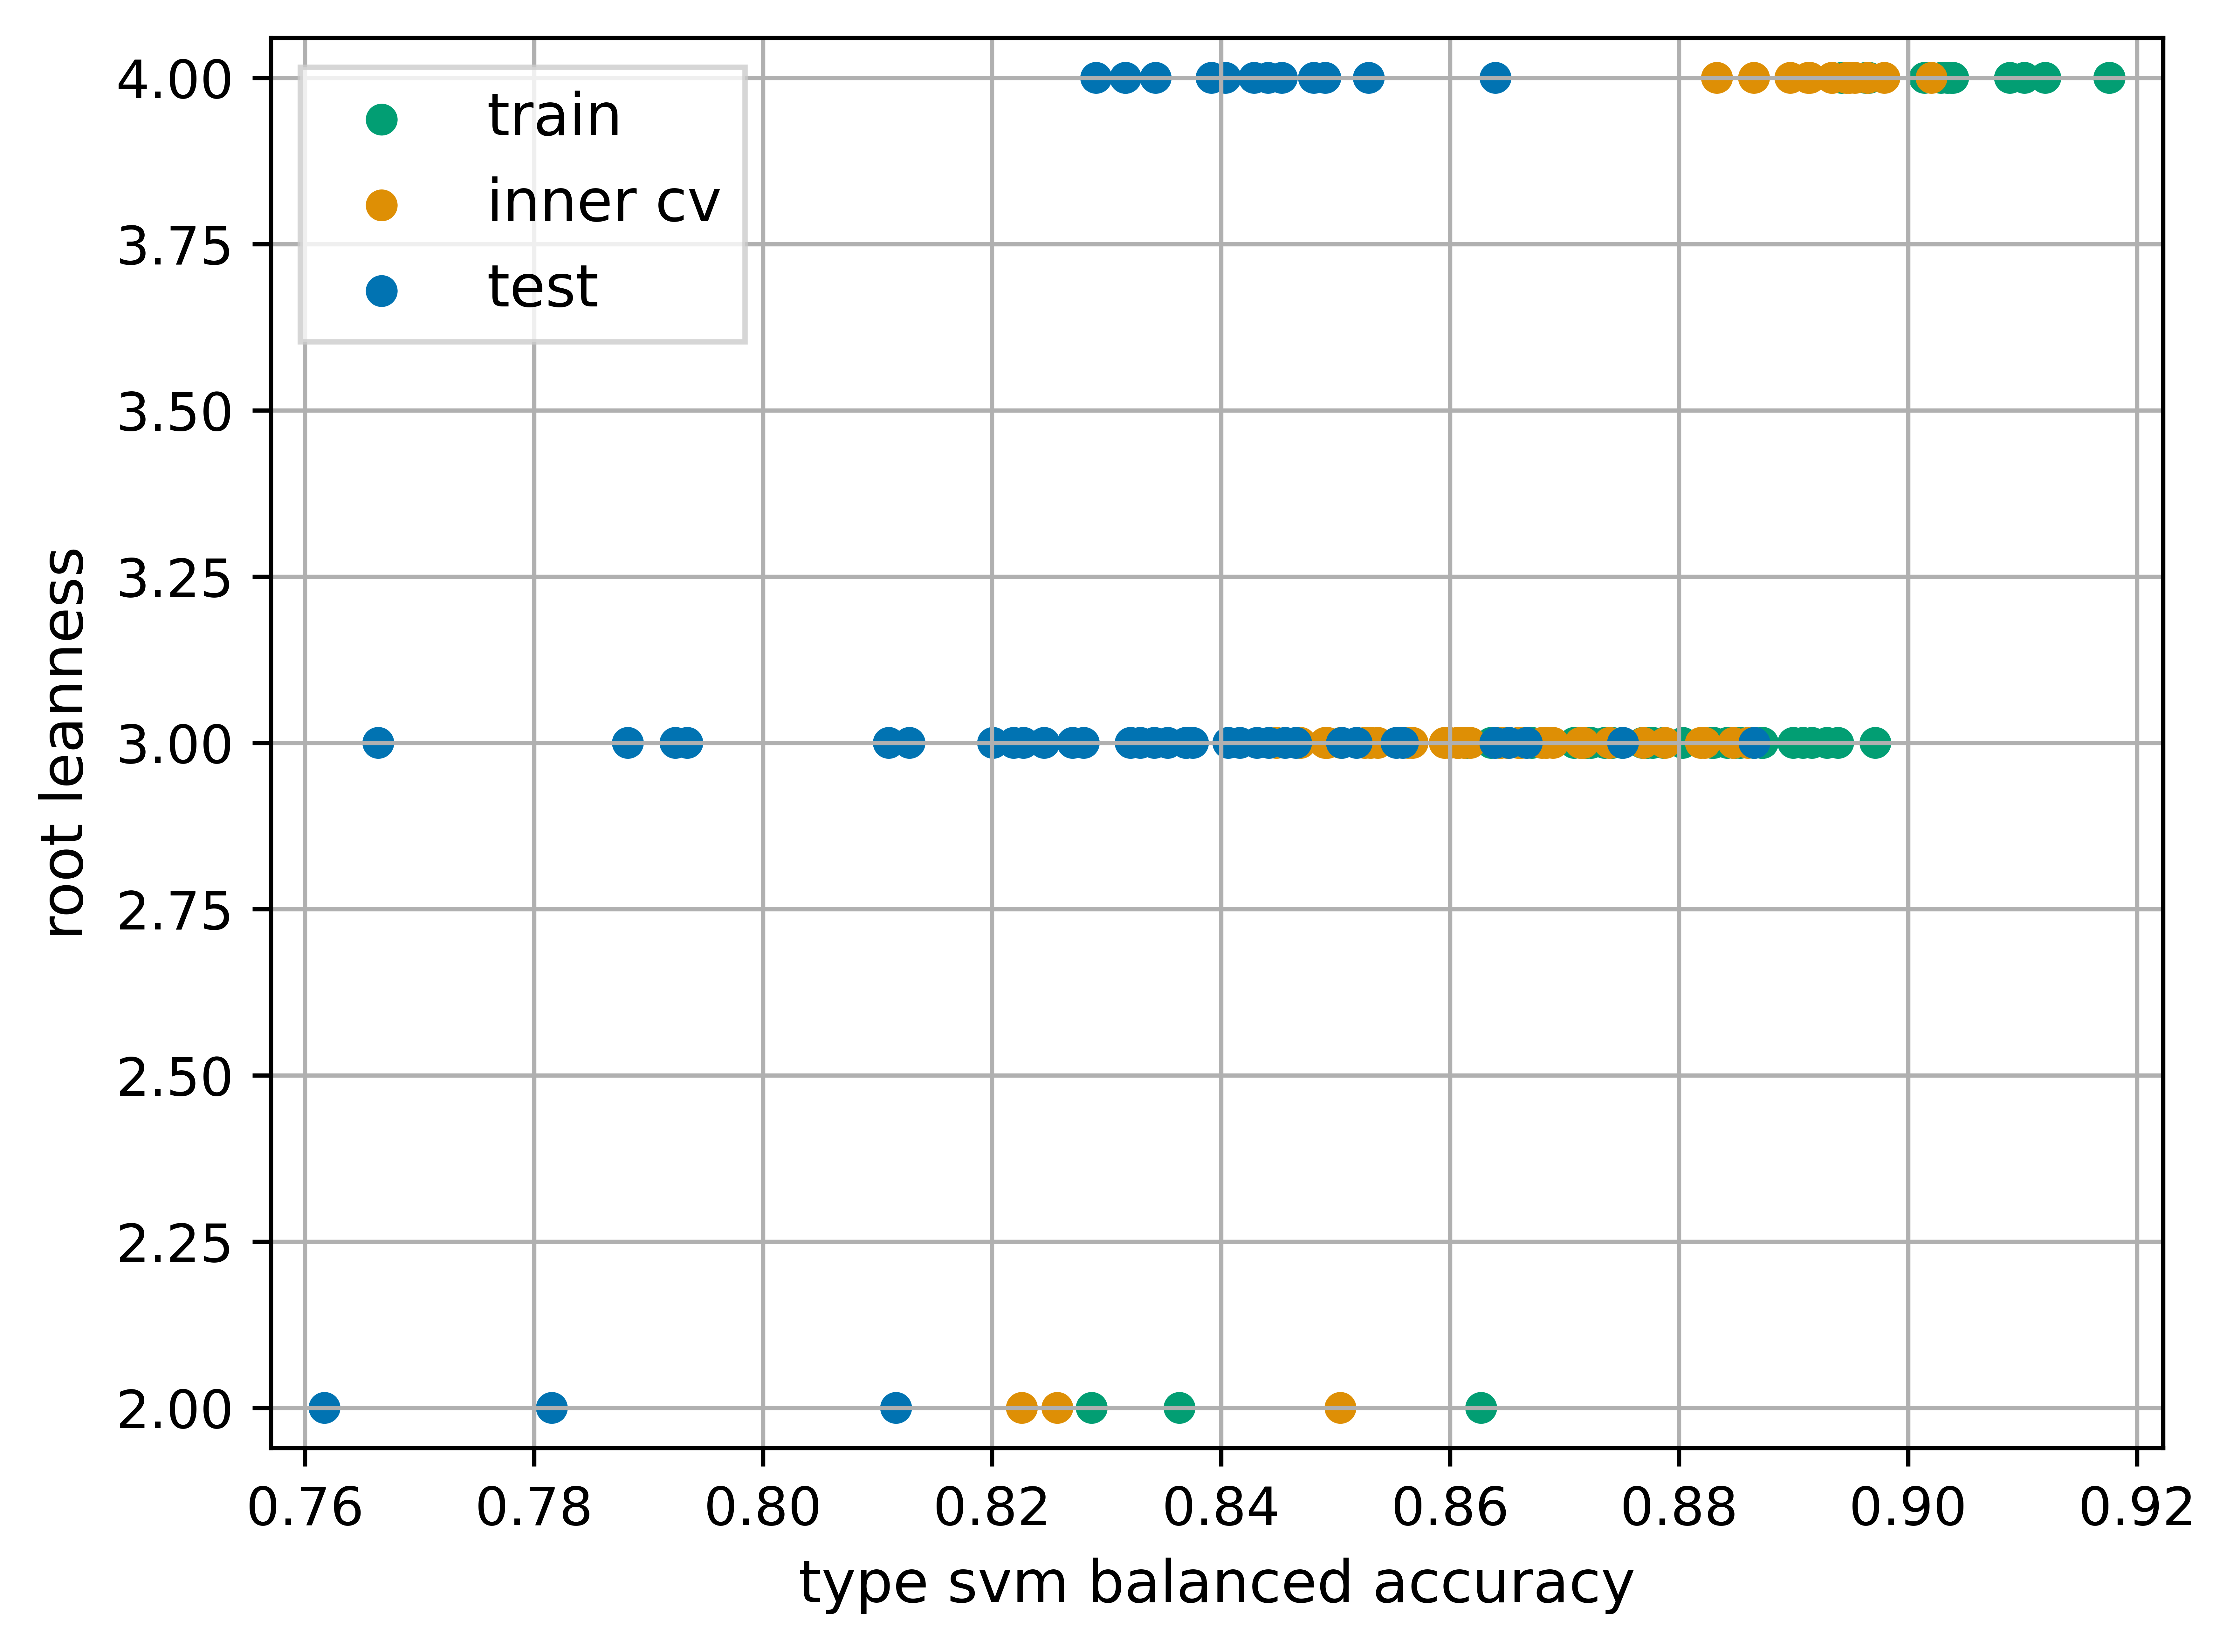 train
inner cv
test
4.00
3.75
3.50
3.25
3.00
2.75
2.50
2.25
2.00
root leanness
0.76 0.78 0.80 0.82 0.84 0.86 0.88 0.90 0.92
type svm balanced accuracy